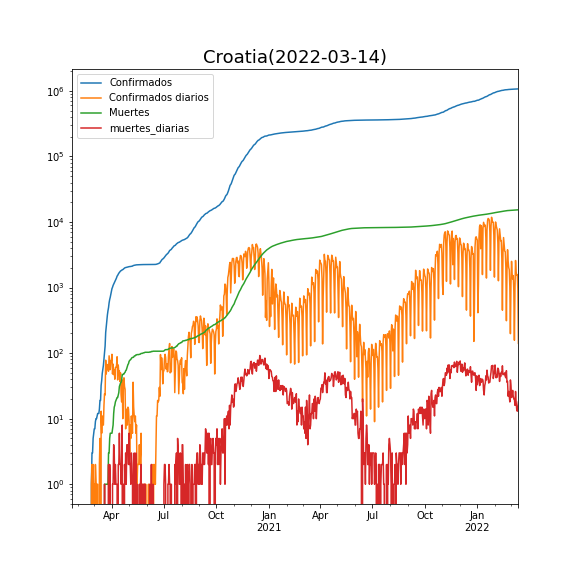 Croatia(2022-03-14)
Confirmados
Confirmados diarios
Muertes
muertes_diarias
10⁶
10⁵
10⁴
10³
10²
10¹
10⁰
Apr Jul Oct Jan Apr Jul Oct Jan
2021 2022